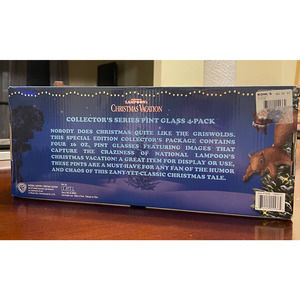 LAMPOON'S
CHRISTMAS VACATION
COLLECTOR'S SERIES PINT GLASS 4-PACK
NOBODY DOES CHRISTMAS QUITE LIKE THE GRISWOLDS.
THIS SPECIAL EDITION COLLECTOR'S PACKAGE CONTAINS
FOUR 16 OZ. PINT GLASSES FEATURING IMAGES THAT
CAPTURE THE CRAZINESS OF NATIONAL LAMPOON'S
CHRISTMAS VACATION! A GREAT ITEM FOR DISPLAY OR USE,
THESE PINTS ARE A MUST-HAVE FOR ANY FAN OF THE HUMOR
AND CHAOS OF THIS ZANY-YET-CLASSIC CHRISTMAS TALE.